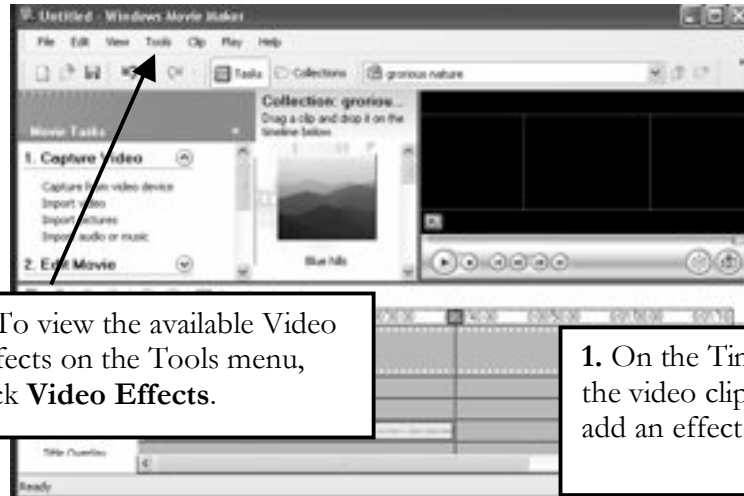 Untitled - Windows Movie Maker
File Edit View Tools Clip Play Help
Tasks Collections grorious nature
Movie Tasks
1. Capture Video
Capture from video device
Import video
Import pictures
Import audio or music
2. Edit Movie
Collection: groriou...
Drag a clip and drop it on the
timeline below.
Blue hills
To view the available Video
fects on the Tools menu,
ck Video Effects.
1. On the Tim
the video clip
add an effect
Title Overlay
Ready